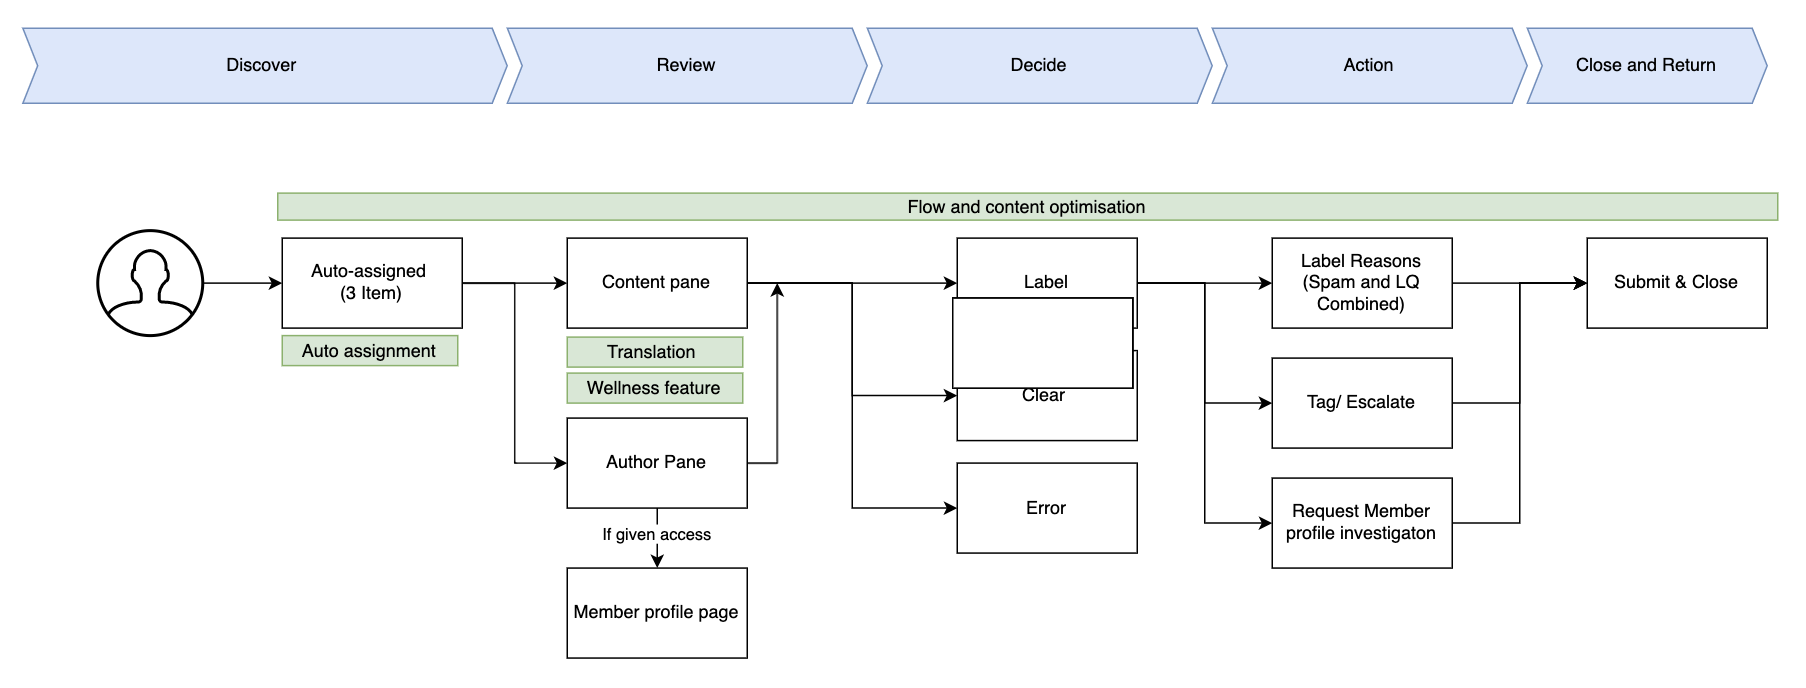 Discover
Review
Decide
Action
Close and Return
Flow and content optimisation
Auto-assigned
(3 Item)
Auto assignment
Content pane
Translation
Wellness feature
Author Pane
If given access
Member profile page
Label
Clear
Error
Label Reasons
(Spam and LQ
Combined)
Tag/ Escalate
Request Member
profile investigaton
Submit & Close